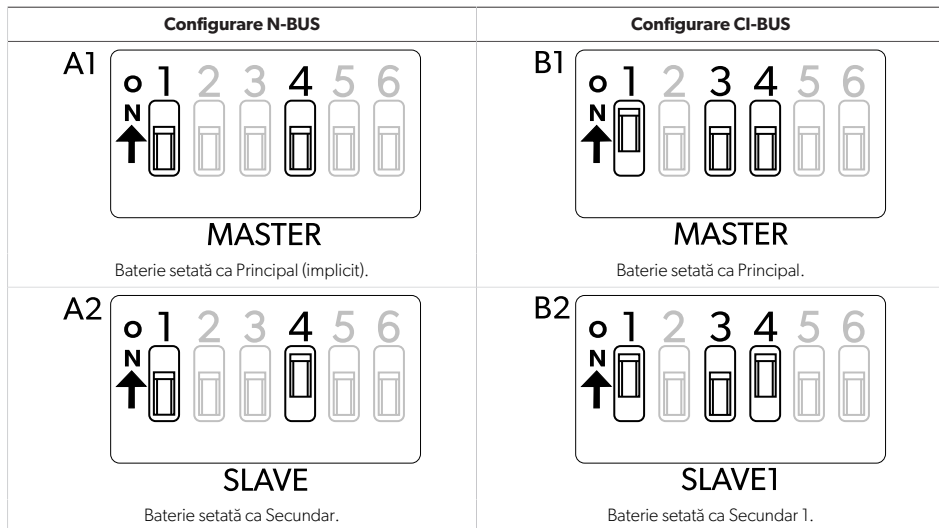 Configurare N-BUS
Configurare CI-BUS
A1
O 1 2 3 4 5 6
N
MASTER
Baterie setată ca Principal (implicit).
B1
O 1 2 3 4 5 6
N
MASTER
Baterie setată ca Principal.
A2
O 1 2 3 4 5 6
N
SLAVE
Baterie setată ca Secundar.
B2
O 1 2 3 4 5 6
N
SLAVE1
Baterie setată ca Secundar 1.